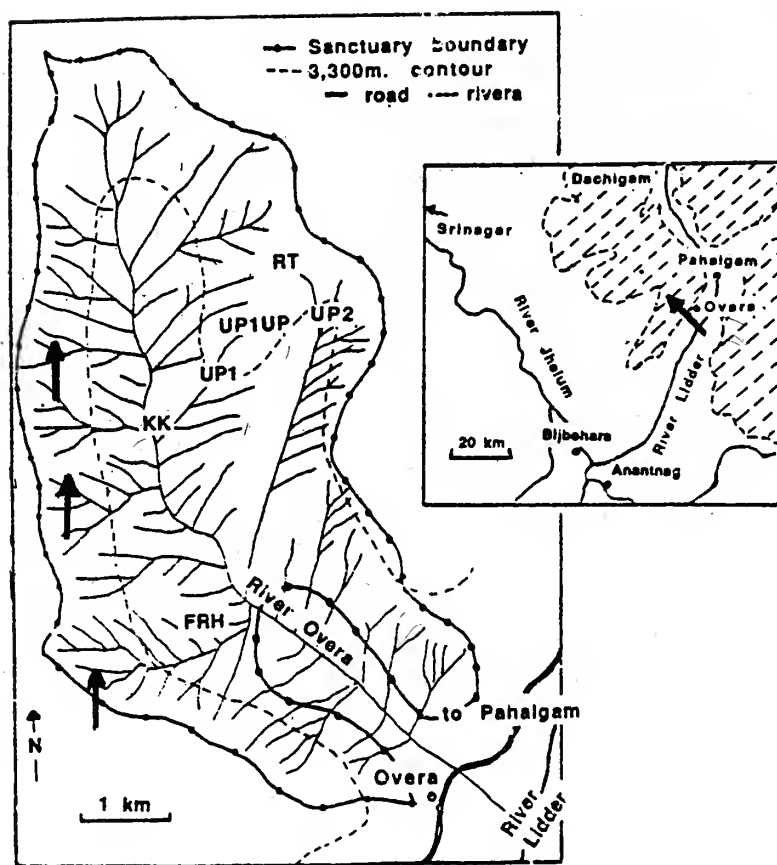 Sanctuary boundary
3,300m. contour
road rivera
Dachigam
Srinagar
Pahalgam
Overa
River Jhelum
River Lidder
20 km
Bijbehara
Anantnag
RT
UP1UP UP2
UP1
KK
FRH
River Overa
to Pahalgam
N
Overa
1 km
River
Lidder